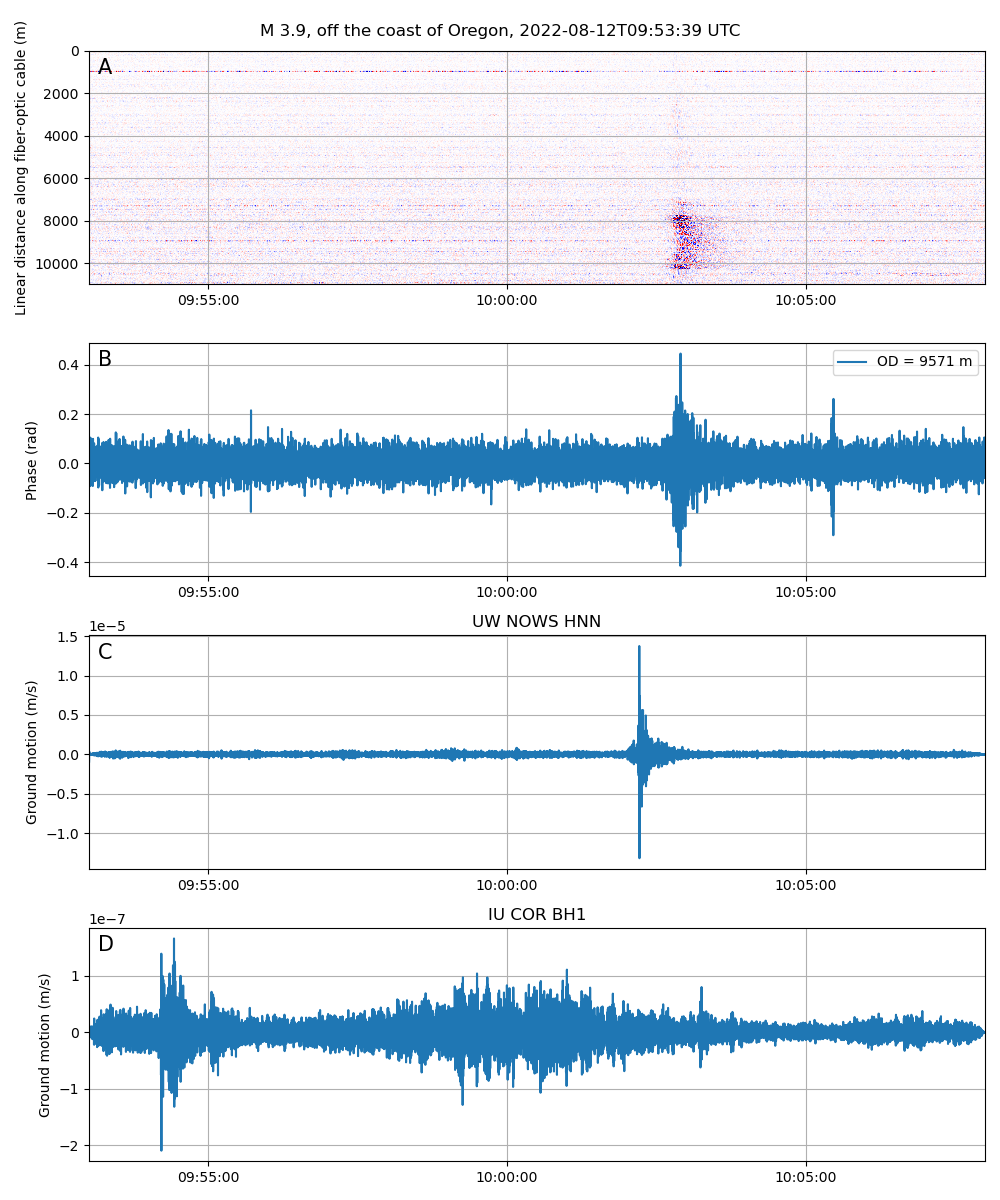 M 3.9, off the coast of Oregon, 2022-08-12T09:53:39 UTC
A
Linear distance along fiber-optic cable (m)
0
2000
4000
6000
8000
10000
09:55:00 10:00:00 10:05:00
B
OD = 9571 m
Phase (rad)
0.4
0.2
0.0
−0.2
−0.4
09:55:00 10:00:00 10:05:00
UW NOWS HNN
1e−5
C
Ground motion (m/s)
1.5
1.0
0.5
0.0
−0.5
−1.0
09:55:00 10:00:00 10:05:00
IU COR BH1
1e−7
D
Ground motion (m/s)
1
0
−1
−2
09:55:00 10:00:00 10:05:00